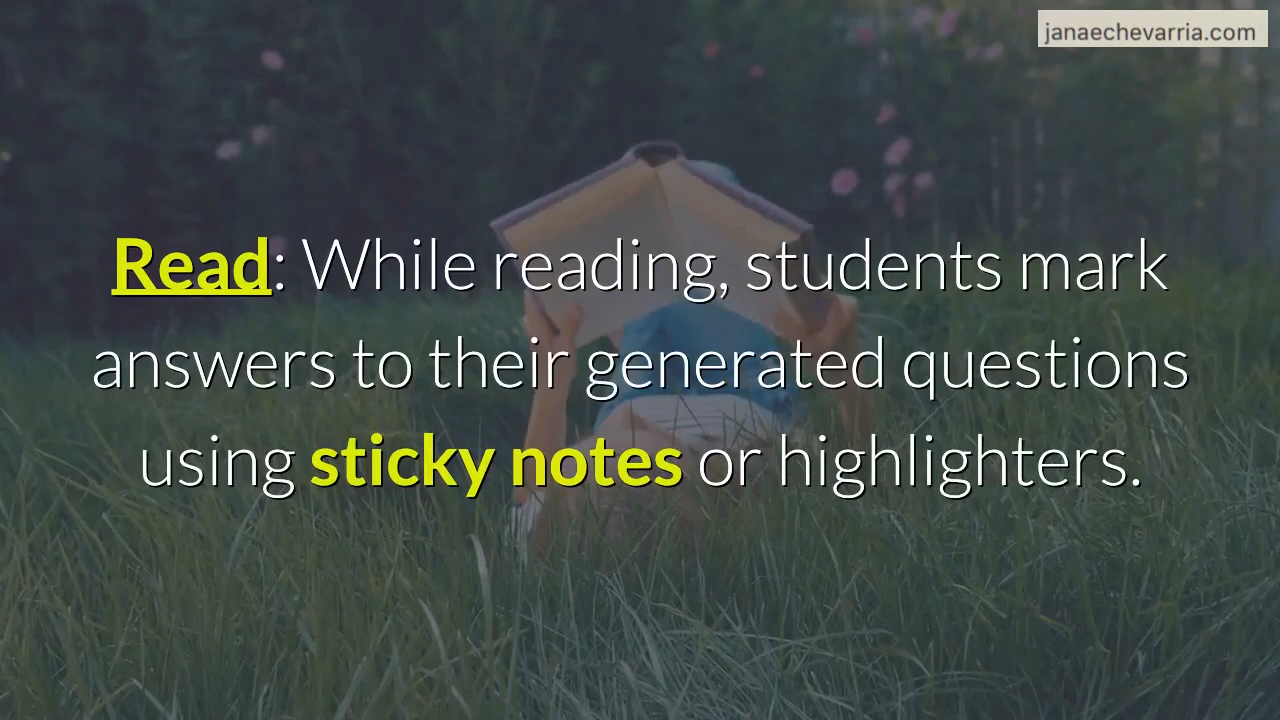 janaechevarria.com
Read: While reading, students mark
answers to their generated questions
using sticky notes or highlighters.